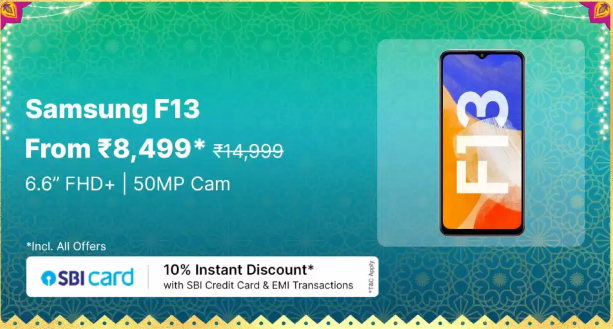 Samsung F13
From ₹8,499* ₹14,999
6.6” FHD+ | 50MP Cam
*Incl. All Offers
SBI card
10% Instant Discount*
with SBI Credit Card & EMI Transactions
*T&C Apply
F13